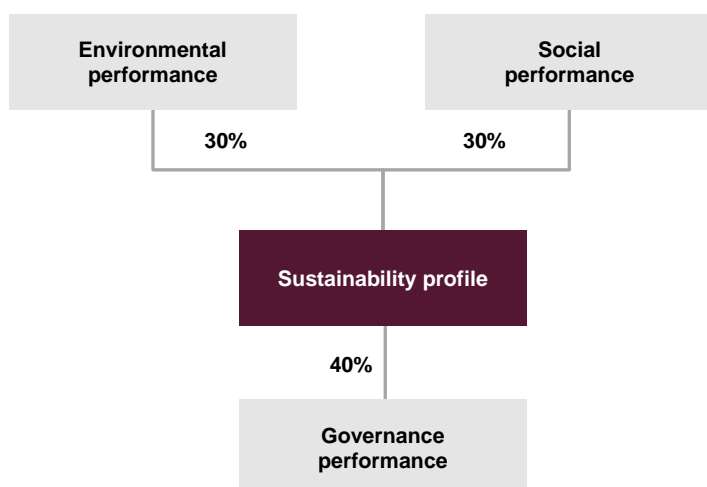 Environmental
performance
Social
performance
30%
30%
Sustainability profile
40%
Governance
performance